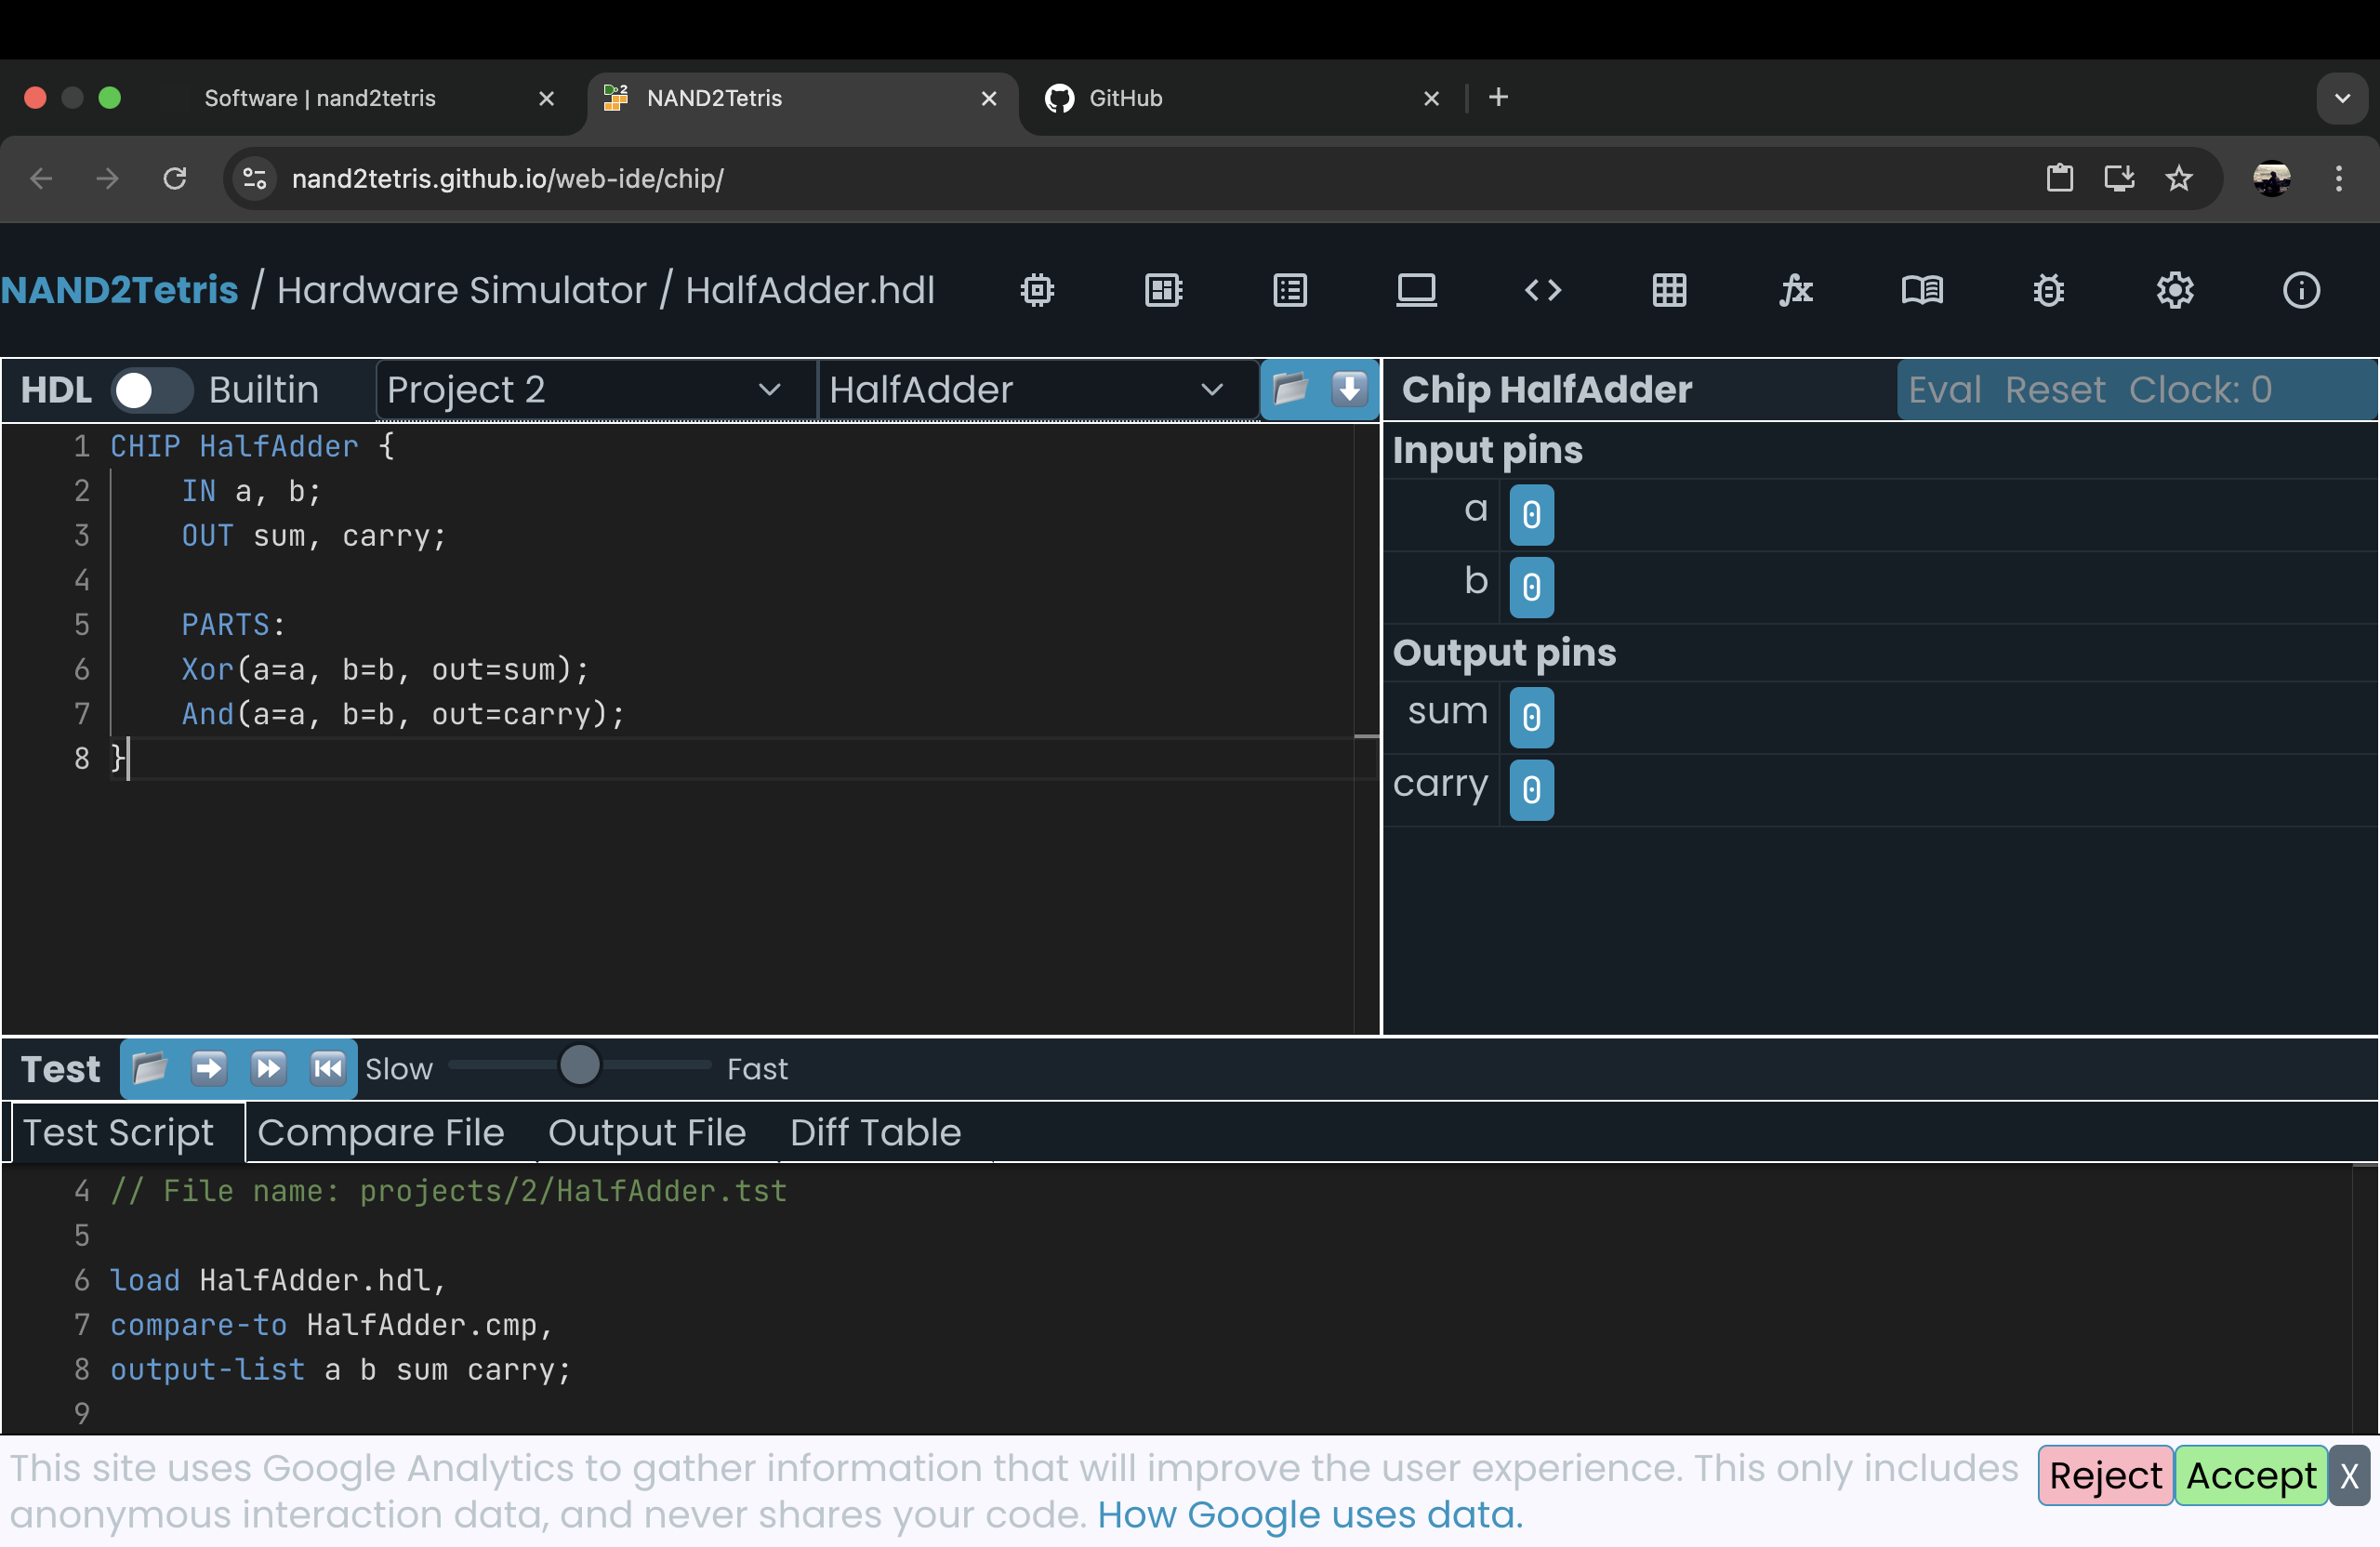 Software | nand2tetris
NAND2Tetris
GitHub
nand2tetris.github.io/web-ide/chip/
NAND2Tetris / Hardware Simulator / HalfAdder.hdl
HDL Builtin Project 2 HalfAdder
Chip HalfAdder Eval Reset Clock: 0
1 CHIP HalfAdder {
2 IN a, b;
3 OUT sum, carry;
4
5 PARTS:
6 Xor(a=a, b=b, out=sum);
7 And(a=a, b=b, out=carry);
8 }
Input pins
a 0
b 0
Output pins
sum 0
carry 0
Test Slow Fast
Test Script Compare File Output File Diff Table
4 // File name: projects/2/HalfAdder.tst
5
6 load HalfAdder.hdl,
7 compare-to HalfAdder.cmp,
8 output-list a b sum carry;
9
This site uses Google Analytics to gather information that will improve the user experience. This only includes
anonymous interaction data, and never shares your code. How Google uses data.
Reject Accept X